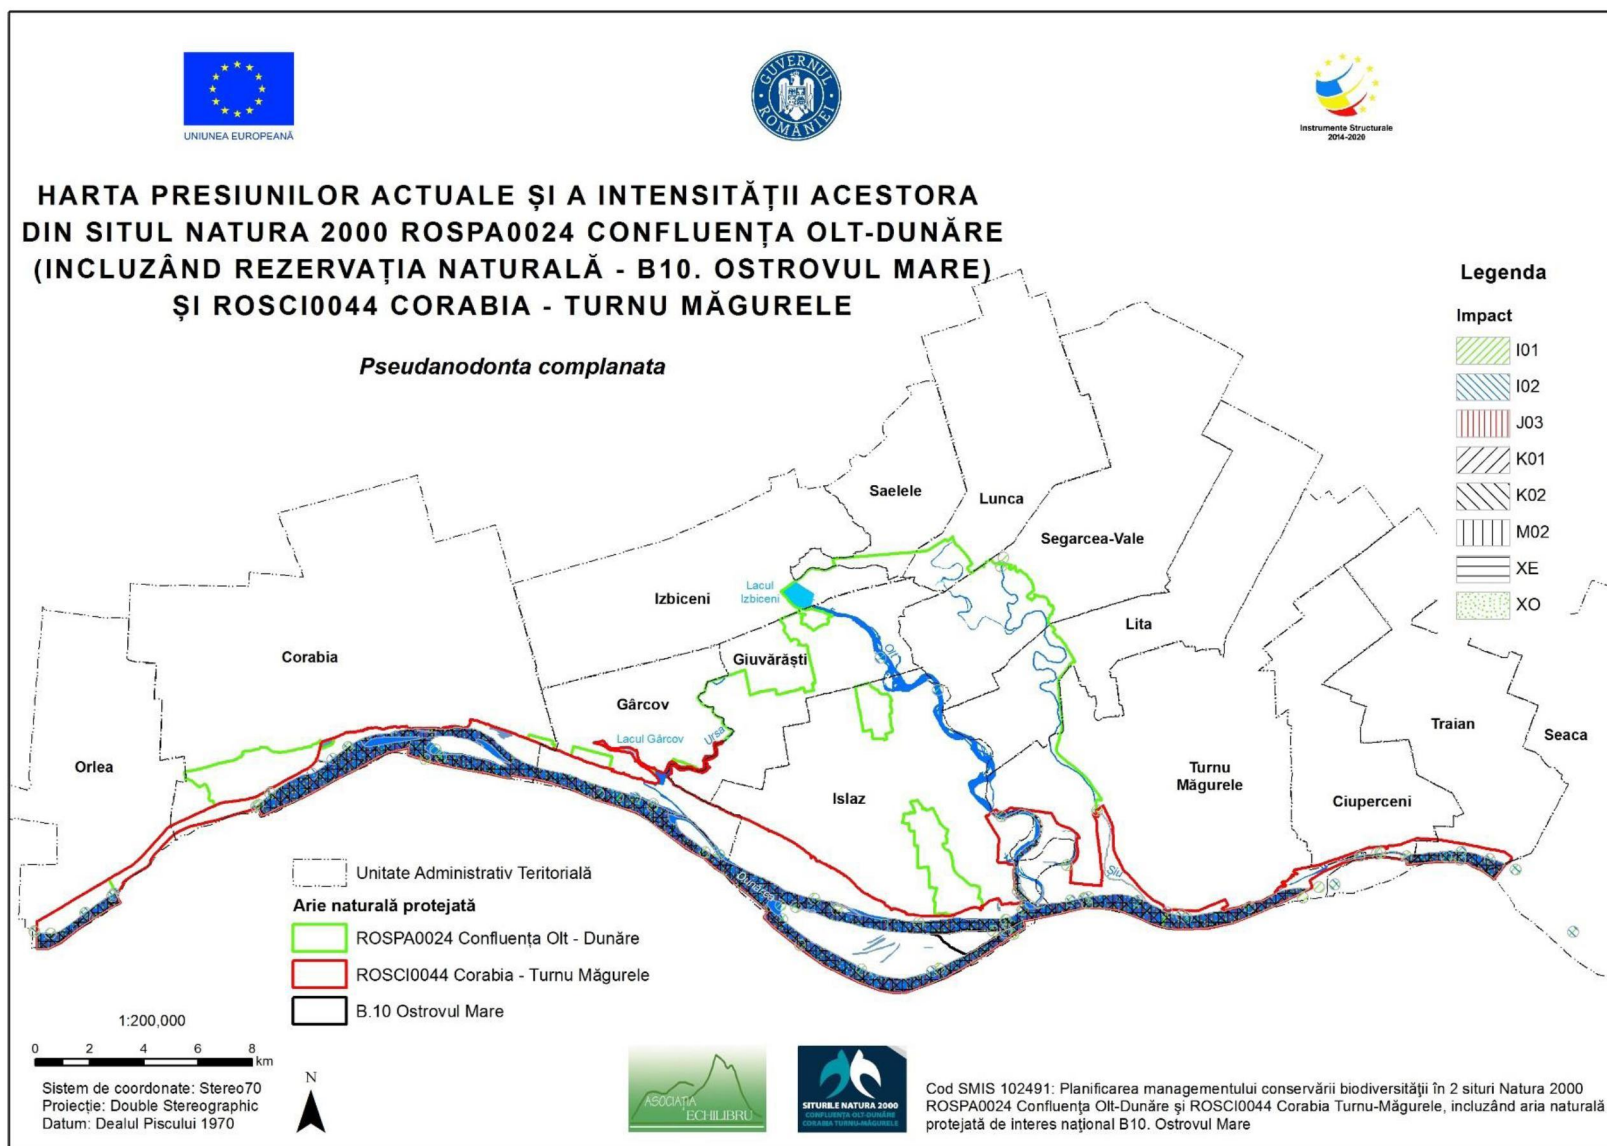 UNIUNEA EUROPEANĂ
GUVERNUL ROMÂNIEI
Instrumente Structurale
2014-2020
HARTA PRESIUNILOR ACTUALE ȘI A INTENSITĂȚII ACESTORA
DIN SITUL NATURA 2000 ROSPA0024 CONFLUENȚA OLT-DUNĂRE
(INCLUZÂND REZERVAȚIA NATURALĂ - B10. OSTROVUL MARE)
ȘI ROSCI0044 CORABIA - TURNU MĂGURELE
Pseudanodonta complanata
Legenda
Impact
I01
I02
J03
K01
K02
M02
XE
XO
Saelele
Lunca
Segarcea-Vale
Lacul
Izbiceni
Izbiceni
Lita
Corabia
Giuvărăști
Olt
Gârcov
Ursa
Lacul Gârcov
Traian
Seaca
Orlea
Turnu
Măgurele
Islaz
Ciuperceni
Siu
Dunărea
Unitate Administrativ Teritorială
Arie naturală protejată
ROSPA0024 Confluența Olt - Dunăre
ROSCI0044 Corabia - Turnu Măgurele
B.10 Ostrovul Mare
1:200,000
0 2 4 6 8
km
Sistem de coordonate: Stereo70
Proiecție: Double Stereographic
Datum: Dealul Piscului 1970
N
ASOCIAȚIA
ECHILIBRU
SITURILE NATURA 2000
CONFLUENȚA OLT-DUNĂRE
CORABIA TURNU-MĂGURELE
Cod SMIS 102491: Planificarea managementului conservării biodiversităţii în 2 situri Natura 2000
ROSPA0024 Confluenţa Olt-Dunăre și ROSCI0044 Corabia Turnu-Măgurele, incluzând aria naturală
protejată de interes naţional B10. Ostrovul Mare